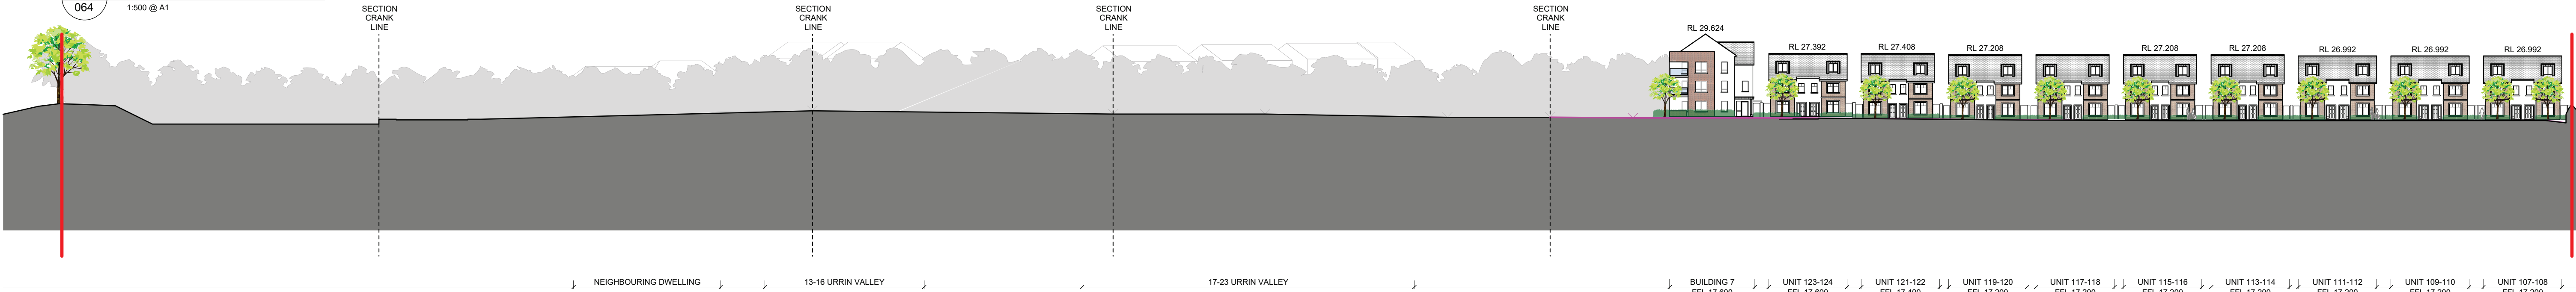 064
1:500 @ A1
SECTION
CRANK
LINE
SECTION
CRANK
LINE
SECTION
CRANK
LINE
SECTION
CRANK
LINE
RL 29.624
RL 27.392
RL 27.408
RL 27.208
RL 27.208
RL 27.208
RL 26.992
RL 26.992
RL 26.992
NEIGHBOURING DWELLING
13-16 URRIN VALLEY
17-23 URRIN VALLEY
BUILDING 7
UNIT 123-124
UNIT 121-122
UNIT 119-120
UNIT 117-118
UNIT 115-116
UNIT 113-114
UNIT 111-112
UNIT 109-110
UNIT 107-108